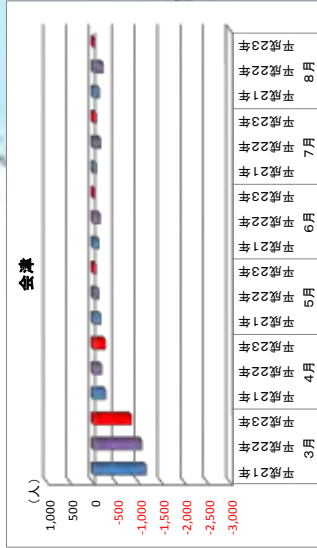 会津
(人)
1,000
500
0
-500
-1,000
-1,500
-2,000
-2,500
-3,000
平成21年
平成22年
平成23年
平成21年
平成22年
平成23年
平成21年
平成22年
平成23年
平成21年
平成22年
平成23年
平成21年
平成22年
平成23年
平成21年
平成22年
平成23年
3月
4月
5月
6月
7月
8月